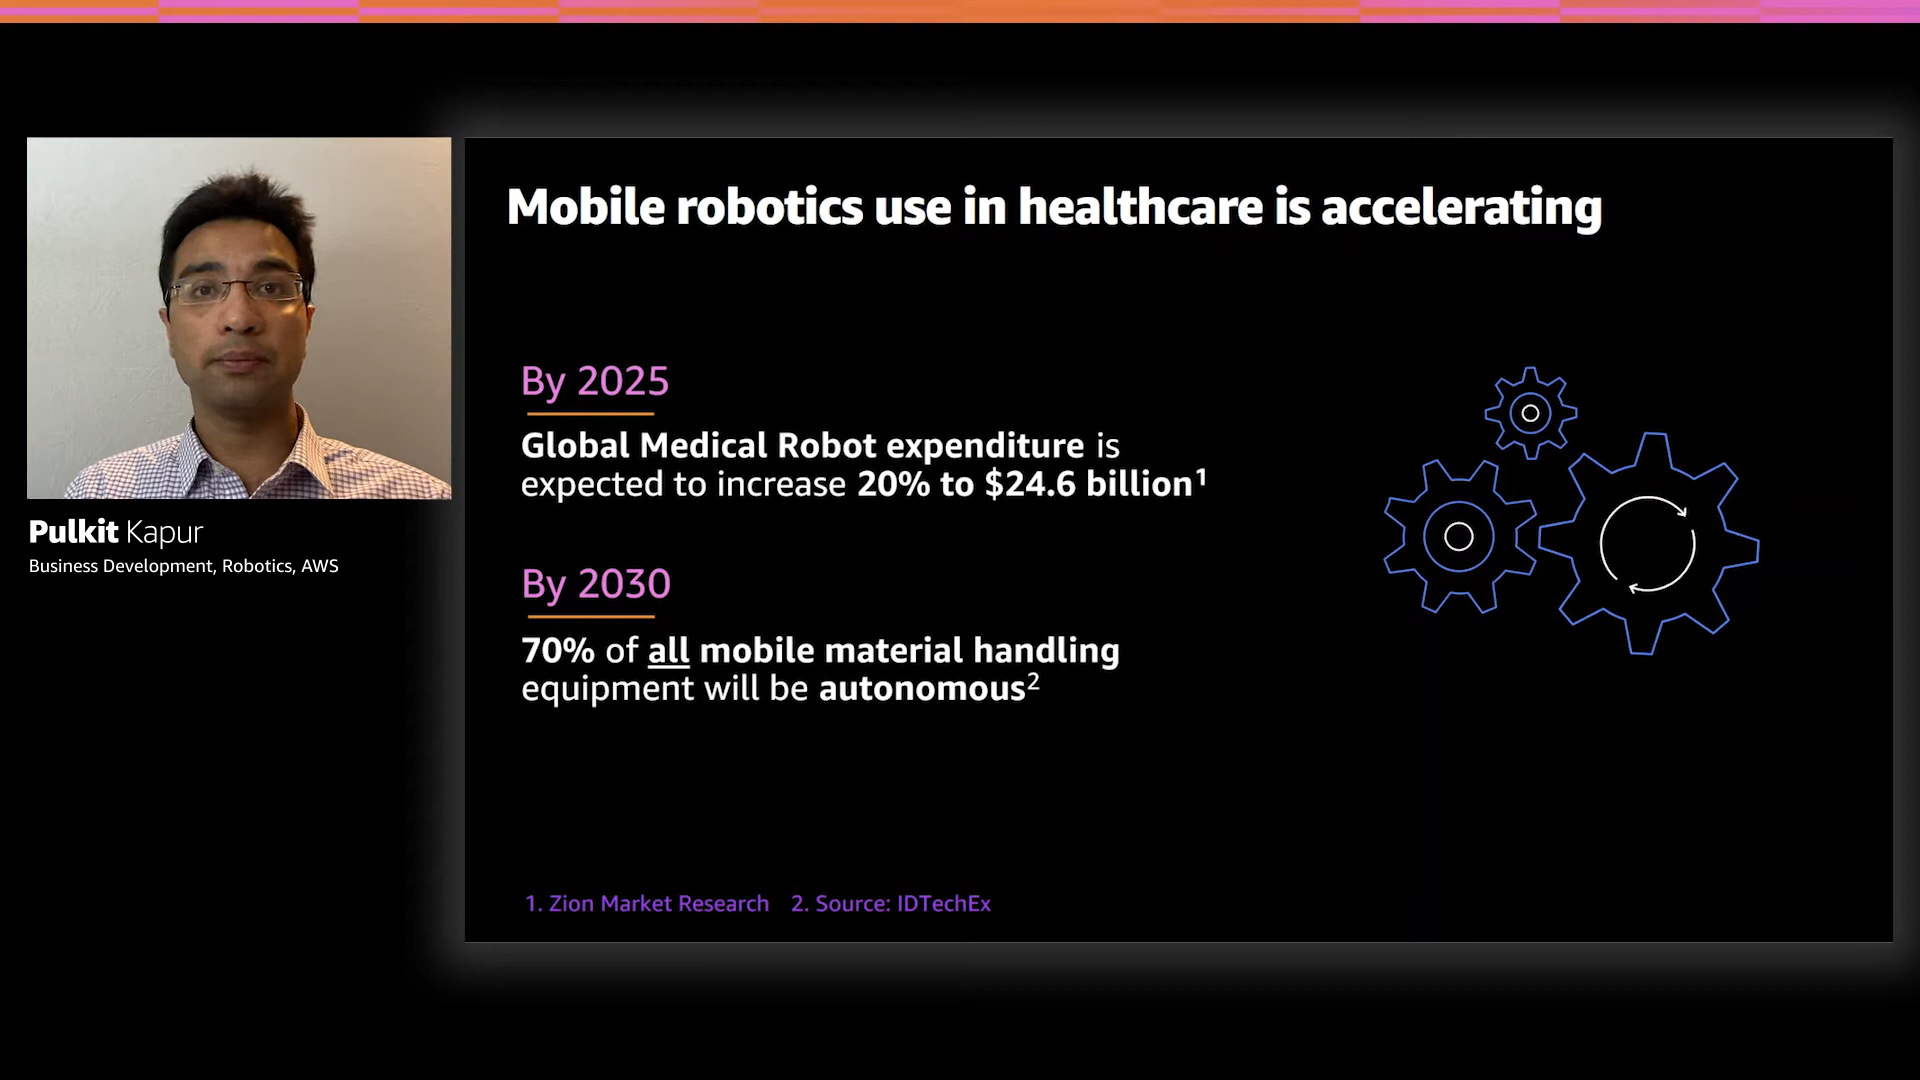 Mobile robotics use in healthcare is accelerating
By 2025
Global Medical Robot expenditure is
expected to increase 20% to $24.6 billion¹
By 2030
70% of all mobile material handling
equipment will be autonomous²
1. Zion Market Research 2. Source: IDTechEx
Pulkit Kapur
Business Development, Robotics, AWS